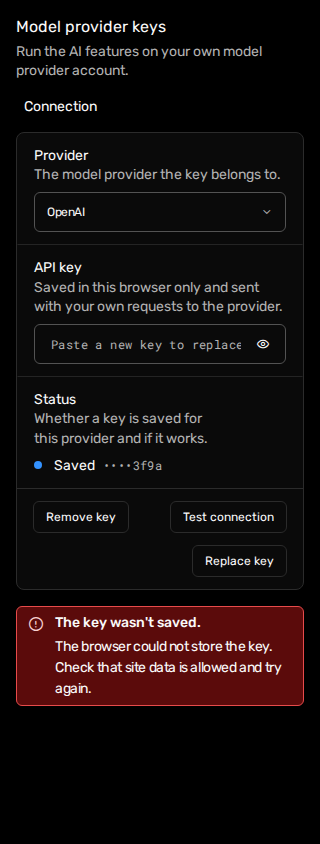 Model provider keys
Run the AI features on your own model
provider account.
Connection
Provider
The model provider the key belongs to.
OpenAI
API key
Saved in this browser only and sent
with your own requests to the provider.
Paste a new key to replace
Status
Whether a key is saved for
this provider and if it works.
Saved ••••3f9a
Remove key
Test connection
Replace key
The key wasn't saved.
The browser could not store the key.
Check that site data is allowed and try
again.